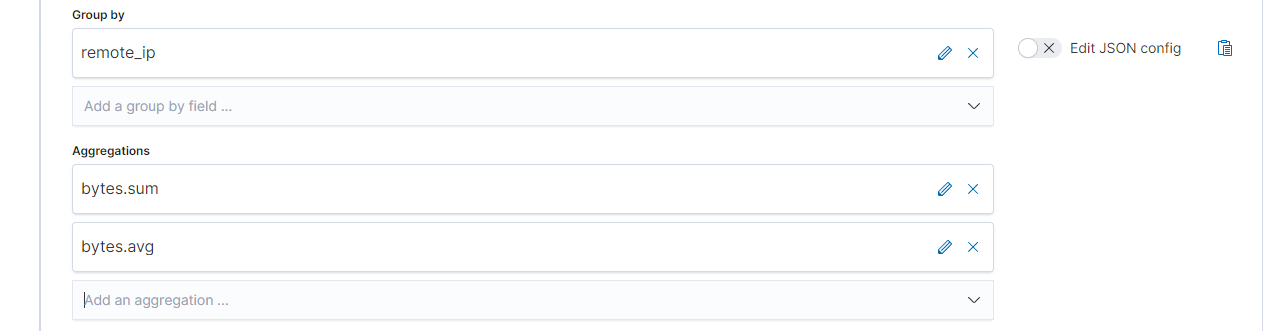 Group by
remote_ip
Edit JSON config
Add a group by field ...
Aggregations
bytes.sum
bytes.avg
Add an aggregation ...